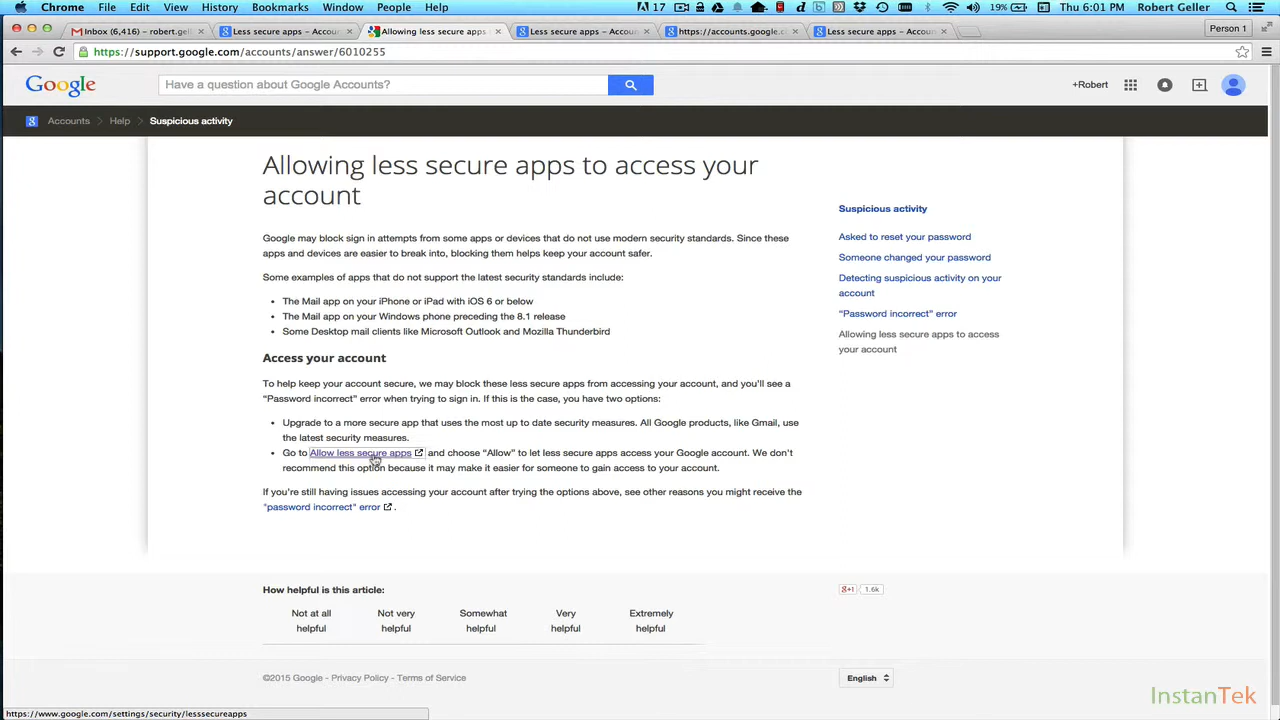 Chrome File Edit View History Bookmarks Window People Help 17 19% Thu 6:01 PM Robert Geller
Inbox (6,416) – robert.gell
Less secure apps – Accoun
Allowing less secure apps
Less secure apps – Accoun
https://accounts.google.c
Less secure apps – Accoun
Person 1
https://support.google.com/accounts/answer/6010255
Google
Have a question about Google Accounts?
+Robert
Accounts Help Suspicious activity
Allowing less secure apps to access your
account
Google may block sign in attempts from some apps or devices that do not use modern security standards. Since these
apps and devices are easier to break into, blocking them helps keep your account safer.
Some examples of apps that do not support the latest security standards include:
• The Mail app on your iPhone or iPad with iOS 6 or below
• The Mail app on your Windows phone preceding the 8.1 release
• Some Desktop mail clients like Microsoft Outlook and Mozilla Thunderbird
Access your account
To help keep your account secure, we may block these less secure apps from accessing your account, and you'll see a
“Password incorrect” error when trying to sign in. If this is the case, you have two options:
• Upgrade to a more secure app that uses the most up to date security measures. All Google products, like Gmail, use
the latest security measures.
• Go to Allow less secure apps and choose “Allow” to let less secure apps access your Google account. We don't
recommend this option because it may make it easier for someone to gain access to your account.
If you're still having issues accessing your account after trying the options above, see other reasons you might receive the
"password incorrect" error .
Suspicious activity
Asked to reset your password
Someone changed your password
Detecting suspicious activity on your
account
“Password incorrect” error
Allowing less secure apps to access
your account
How helpful is this article:
Not at all
helpful
Not very
helpful
Somewhat
helpful
Very
helpful
Extremely
helpful
g+1 1.6k
©2015 Google - Privacy Policy - Terms of Service
English
InstanTek
https://www.google.com/settings/security/lesssecureapps